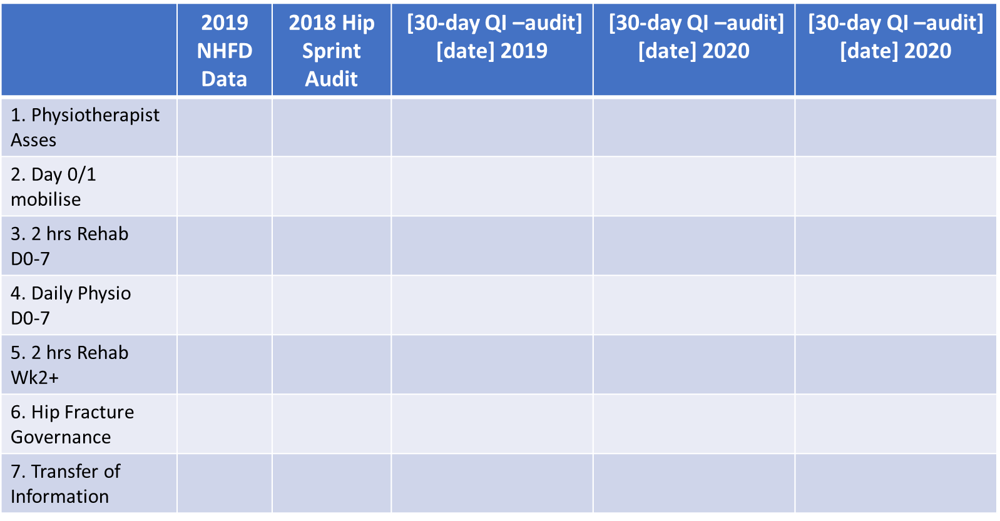 2019
NHFD
Data
2018 Hip
Sprint
Audit
[30-day QI –audit]
[date] 2019
[30-day QI –audit]
[date] 2020
[30-day QI –audit]
[date] 2020
1. Physiotherapist
Asses
2. Day 0/1
mobilise
3. 2 hrs Rehab
D0-7
4. Daily Physio
D0-7
5. 2 hrs Rehab
Wk2+
6. Hip Fracture
Governance
7. Transfer of
Information